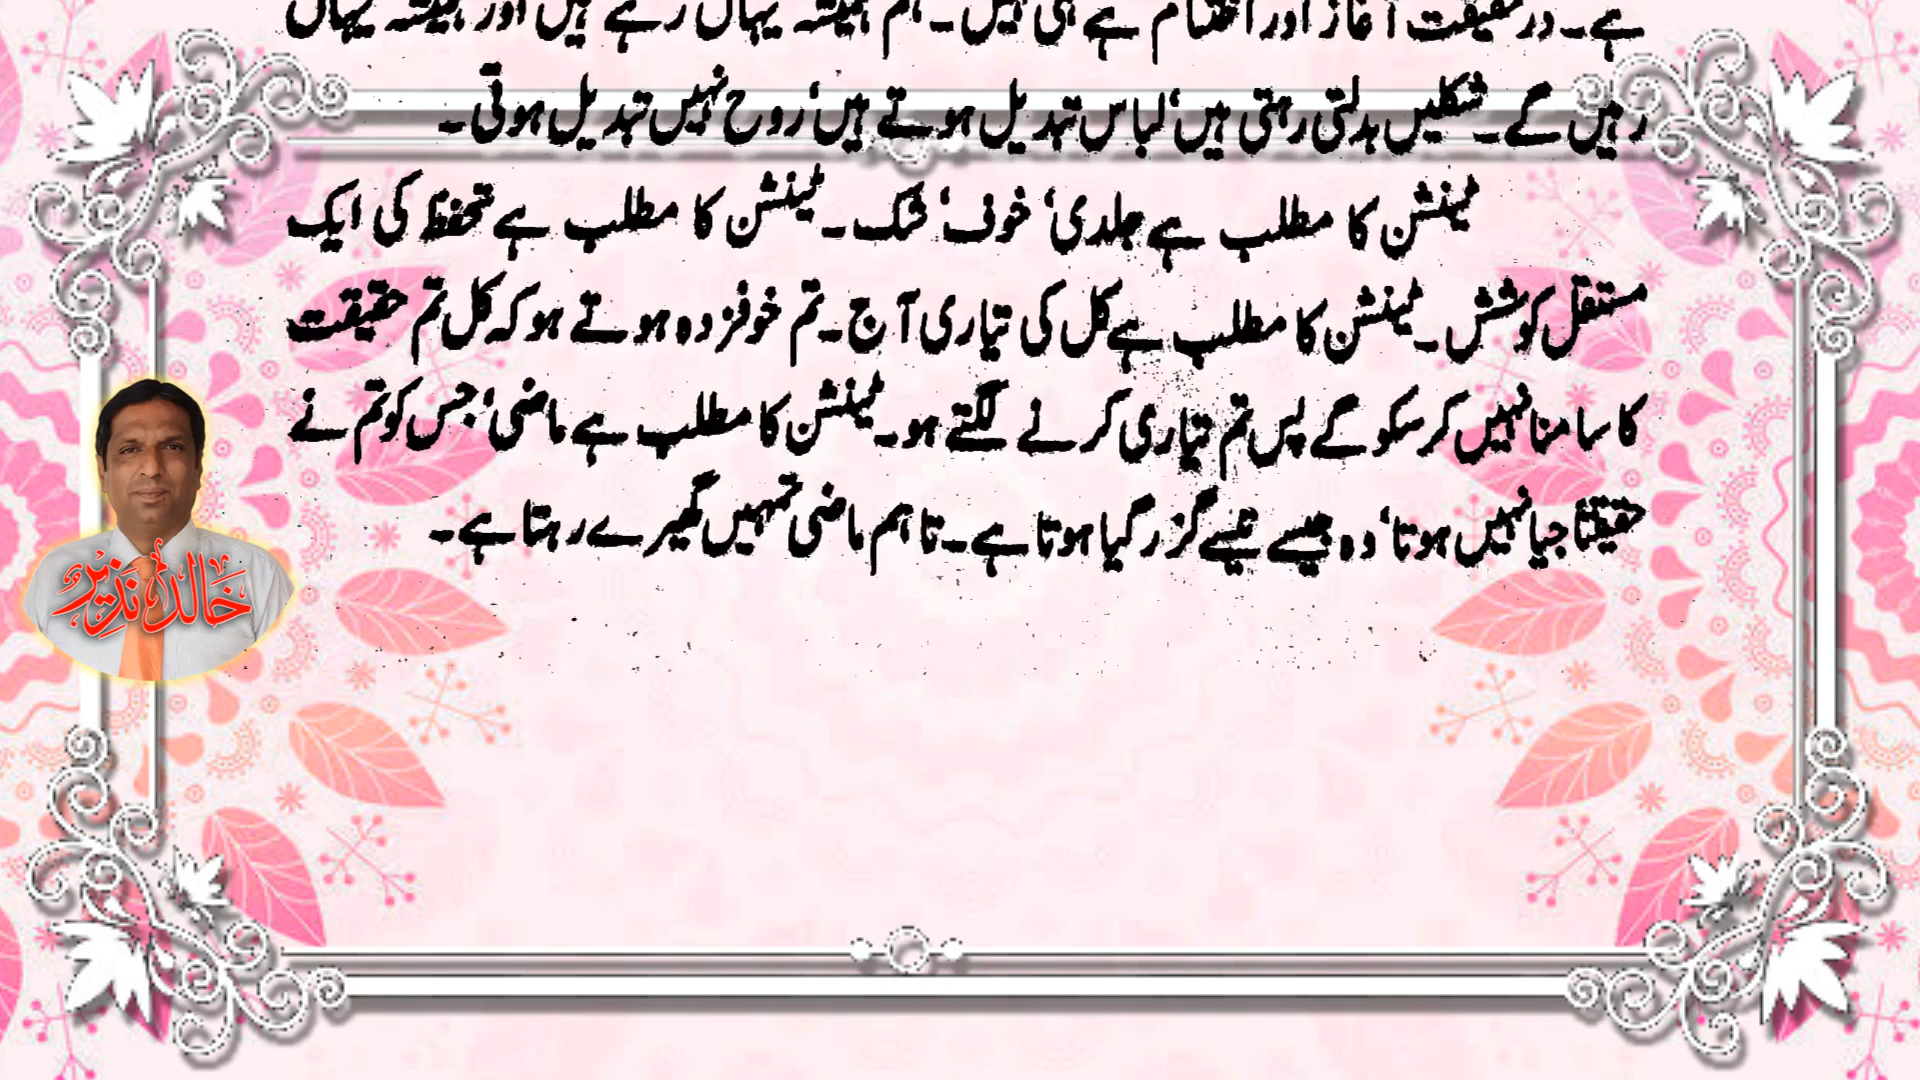 ہے۔ درحقیقت آغاز اور اختتام ہے ہی نہیں۔ ہم ہمیشہ یہاں رہے ہیں اور ہمیشہ یہاں
رہیں گے۔ شکلیں بدلتی رہتی ہیں، لباس تبدیل ہوتے ہیں، روح نہیں تبدیل ہوتی۔
ٹینشن کا مطلب ہے جلدی، خوف، شک۔ ٹینشن کا مطلب ہے تحفظ کی ایک
مستقل کوشش۔ ٹینشن کا مطلب ہے کل کی تیاری آج۔ تم خوفزدہ ہوتے ہو کہ کل تم حقیقت
کا سامنا نہیں کر سکو گے پس تم تیاری کرنے لگتے ہو۔ ٹینشن کا مطلب ہے ماضی، جس کو تم نے
حقیقتاً جیا نہیں ہوتا، وہ جیسے تیسے گزر گیا ہوتا ہے۔ تاہم ماضی تمہیں گھیرے رہتا ہے۔
خالد نذیر